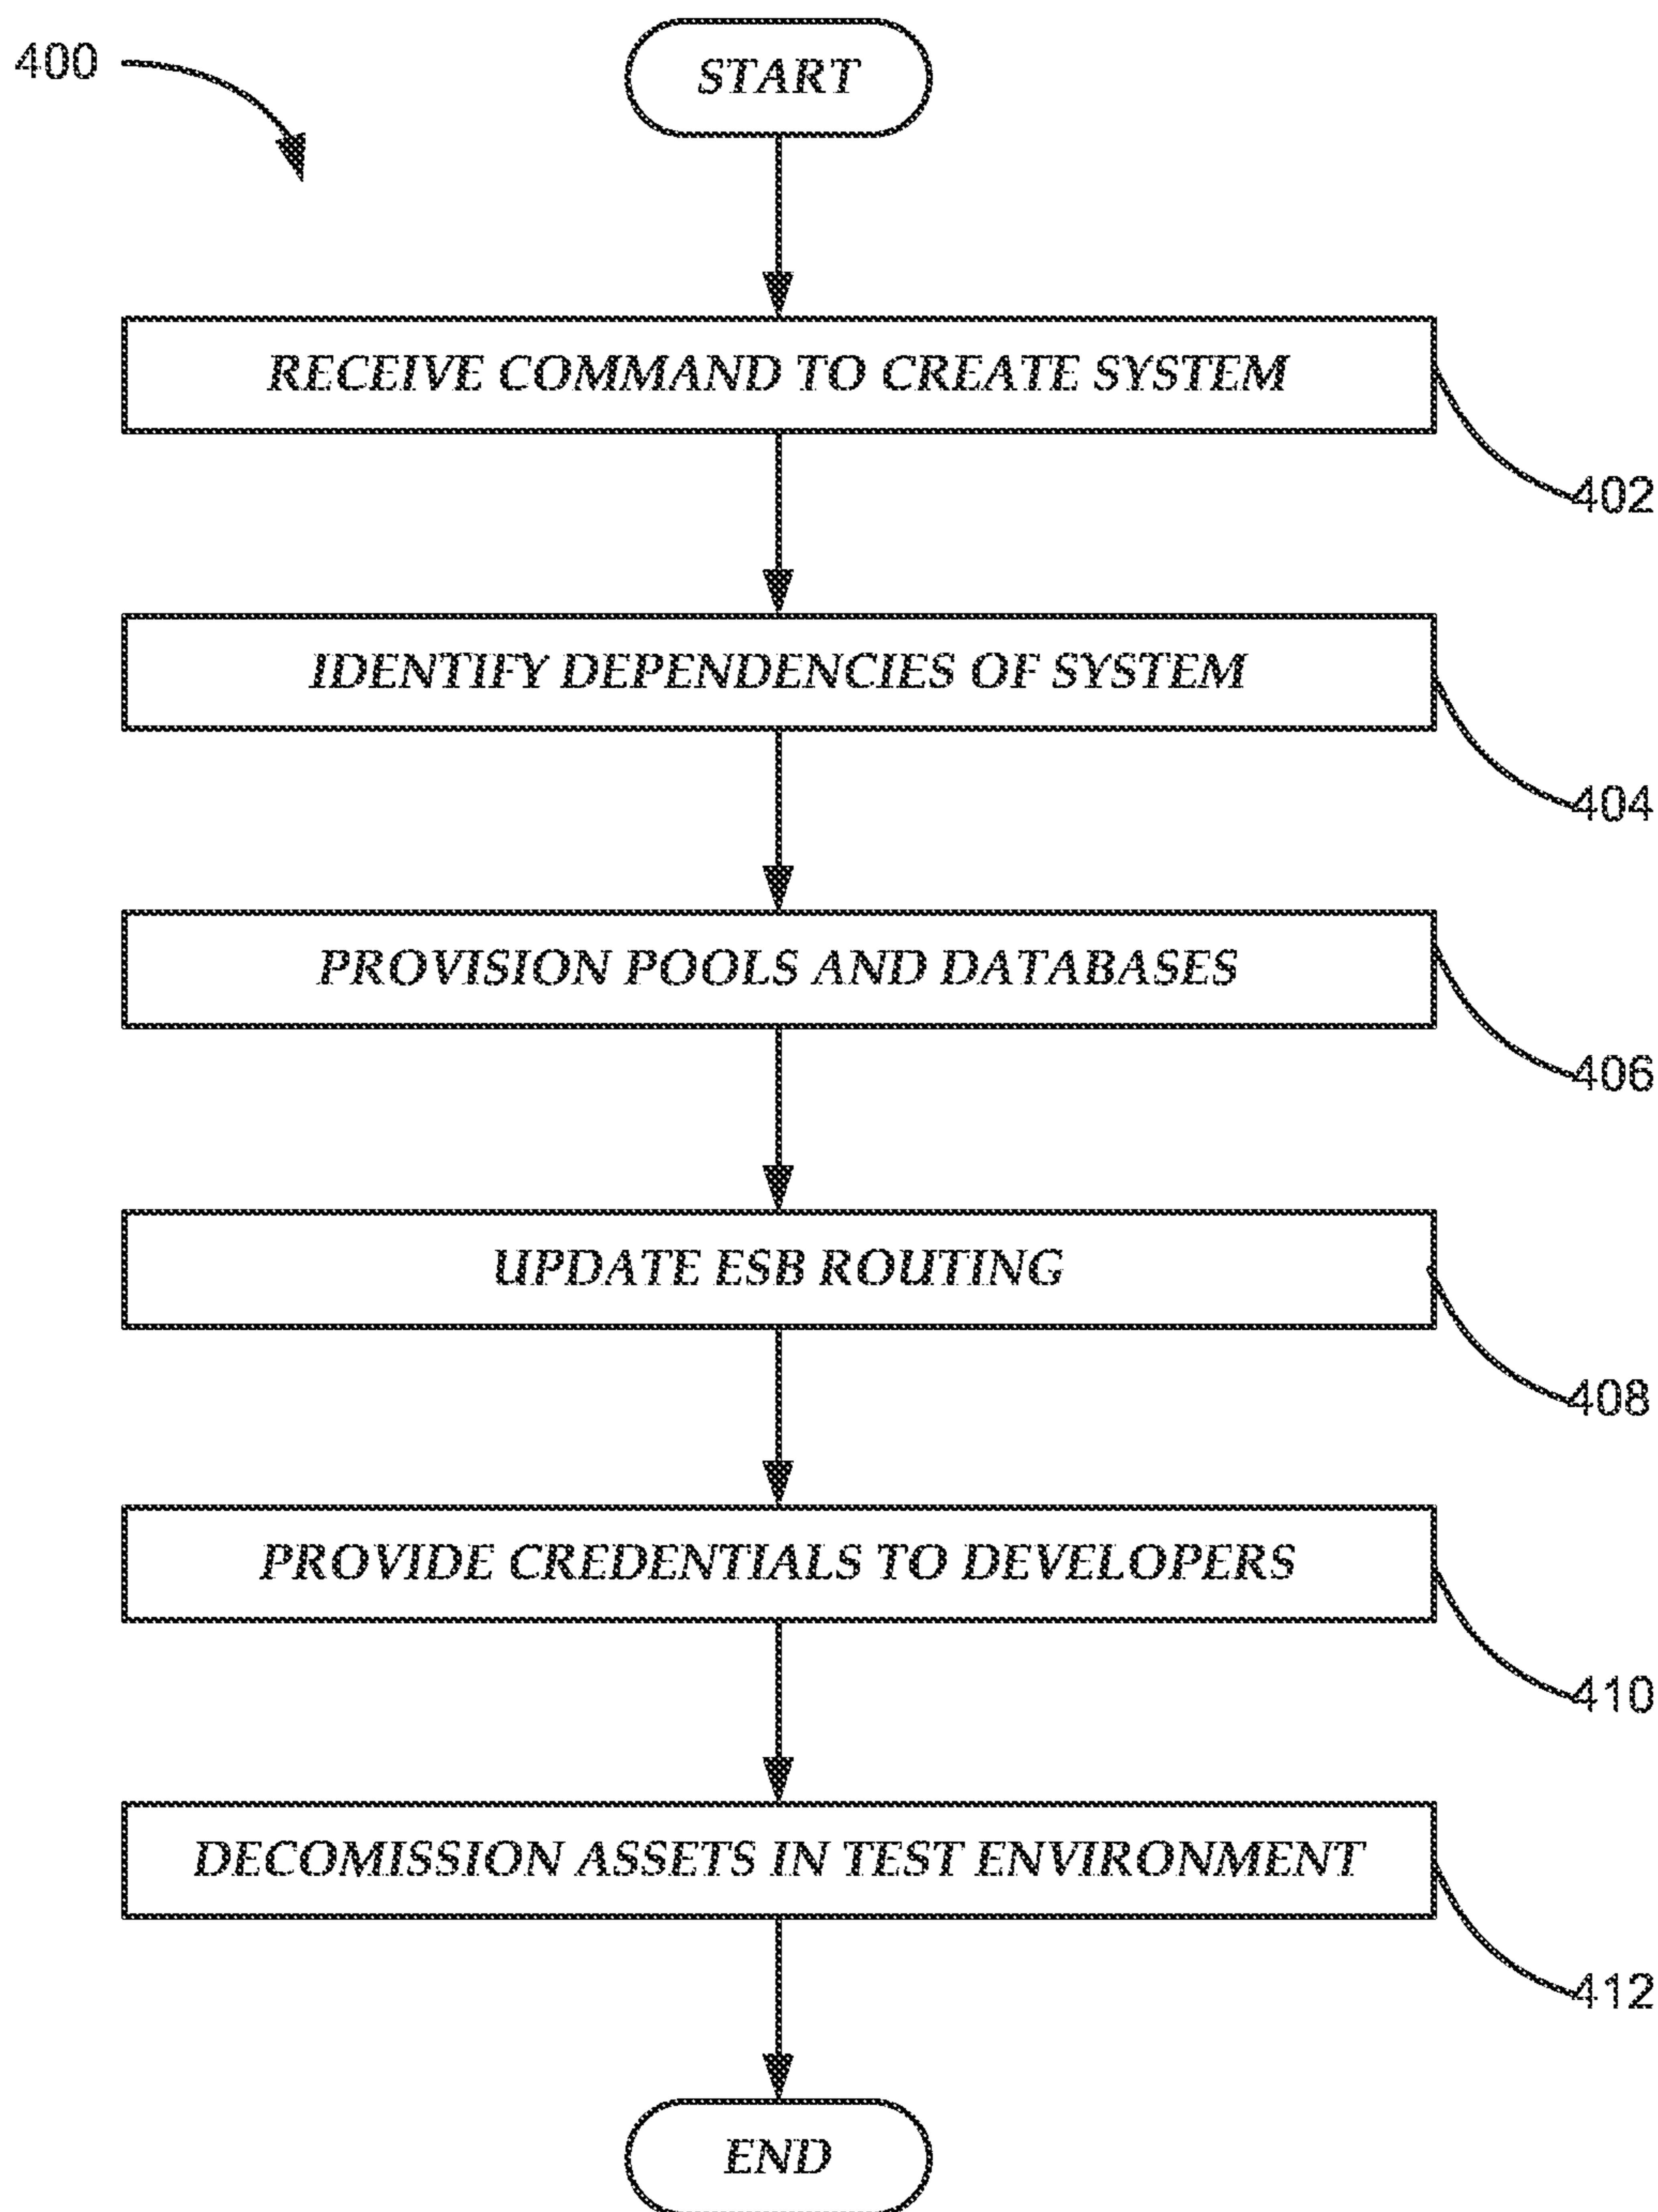 400
START
RECEIVE COMMAND TO CREATE SYSTEM
402
IDENTIFY DEPENDENCIES OF SYSTEM
404
PROVISION POOLS AND DATABASES
406
UPDATE ESB ROUTING
408
PROVIDE CREDENTIALS TO DEVELOPERS
410
DECOMISSION ASSETS IN TEST ENVIRONMENT
412
END